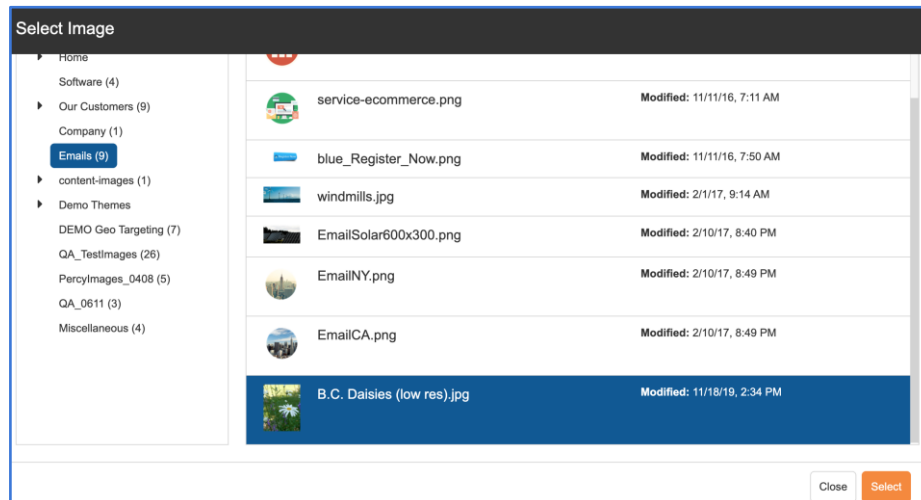 Select Image
Home
Software (4)
Our Customers (9)
Company (1)
Emails (9)
content-images (1)
Demo Themes
DEMO Geo Targeting (7)
QA_TestImages (26)
PercyImages_0408 (5)
QA_0611 (3)
Miscellaneous (4)
service-ecommerce.png Modified: 11/11/16, 7:11 AM
blue_Register_Now.png Modified: 11/11/16, 7:50 AM
windmills.jpg Modified: 2/1/17, 9:14 AM
EmailSolar600x300.png Modified: 2/10/17, 8:40 PM
EmailNY.png Modified: 2/10/17, 8:49 PM
EmailCA.png Modified: 2/10/17, 8:49 PM
B.C. Daisies (low res).jpg Modified: 11/18/19, 2:34 PM
Close Select